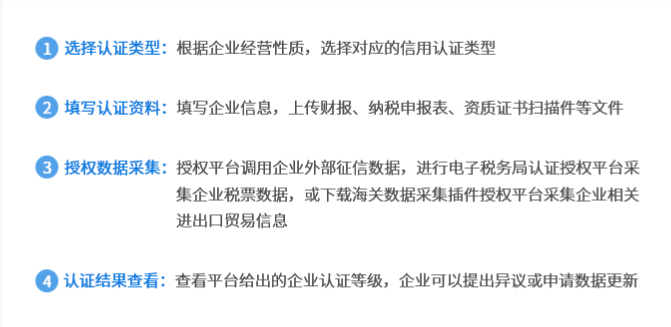 1 选择认证类型：根据企业经营性质，选择对应的信用认证类型
2 填写认证资料：填写企业信息，上传财报、纳税申报表、资质证书扫描件等文件
3 授权数据采集：授权平台调用企业外部征信数据，进行电子税务局认证授权平台采
集企业税票数据，或下载海关数据采集插件授权平台采集企业相关
进出口贸易信息
4 认证结果查看：查看平台给出的企业认证等级，企业可以提出异议或申请数据更新